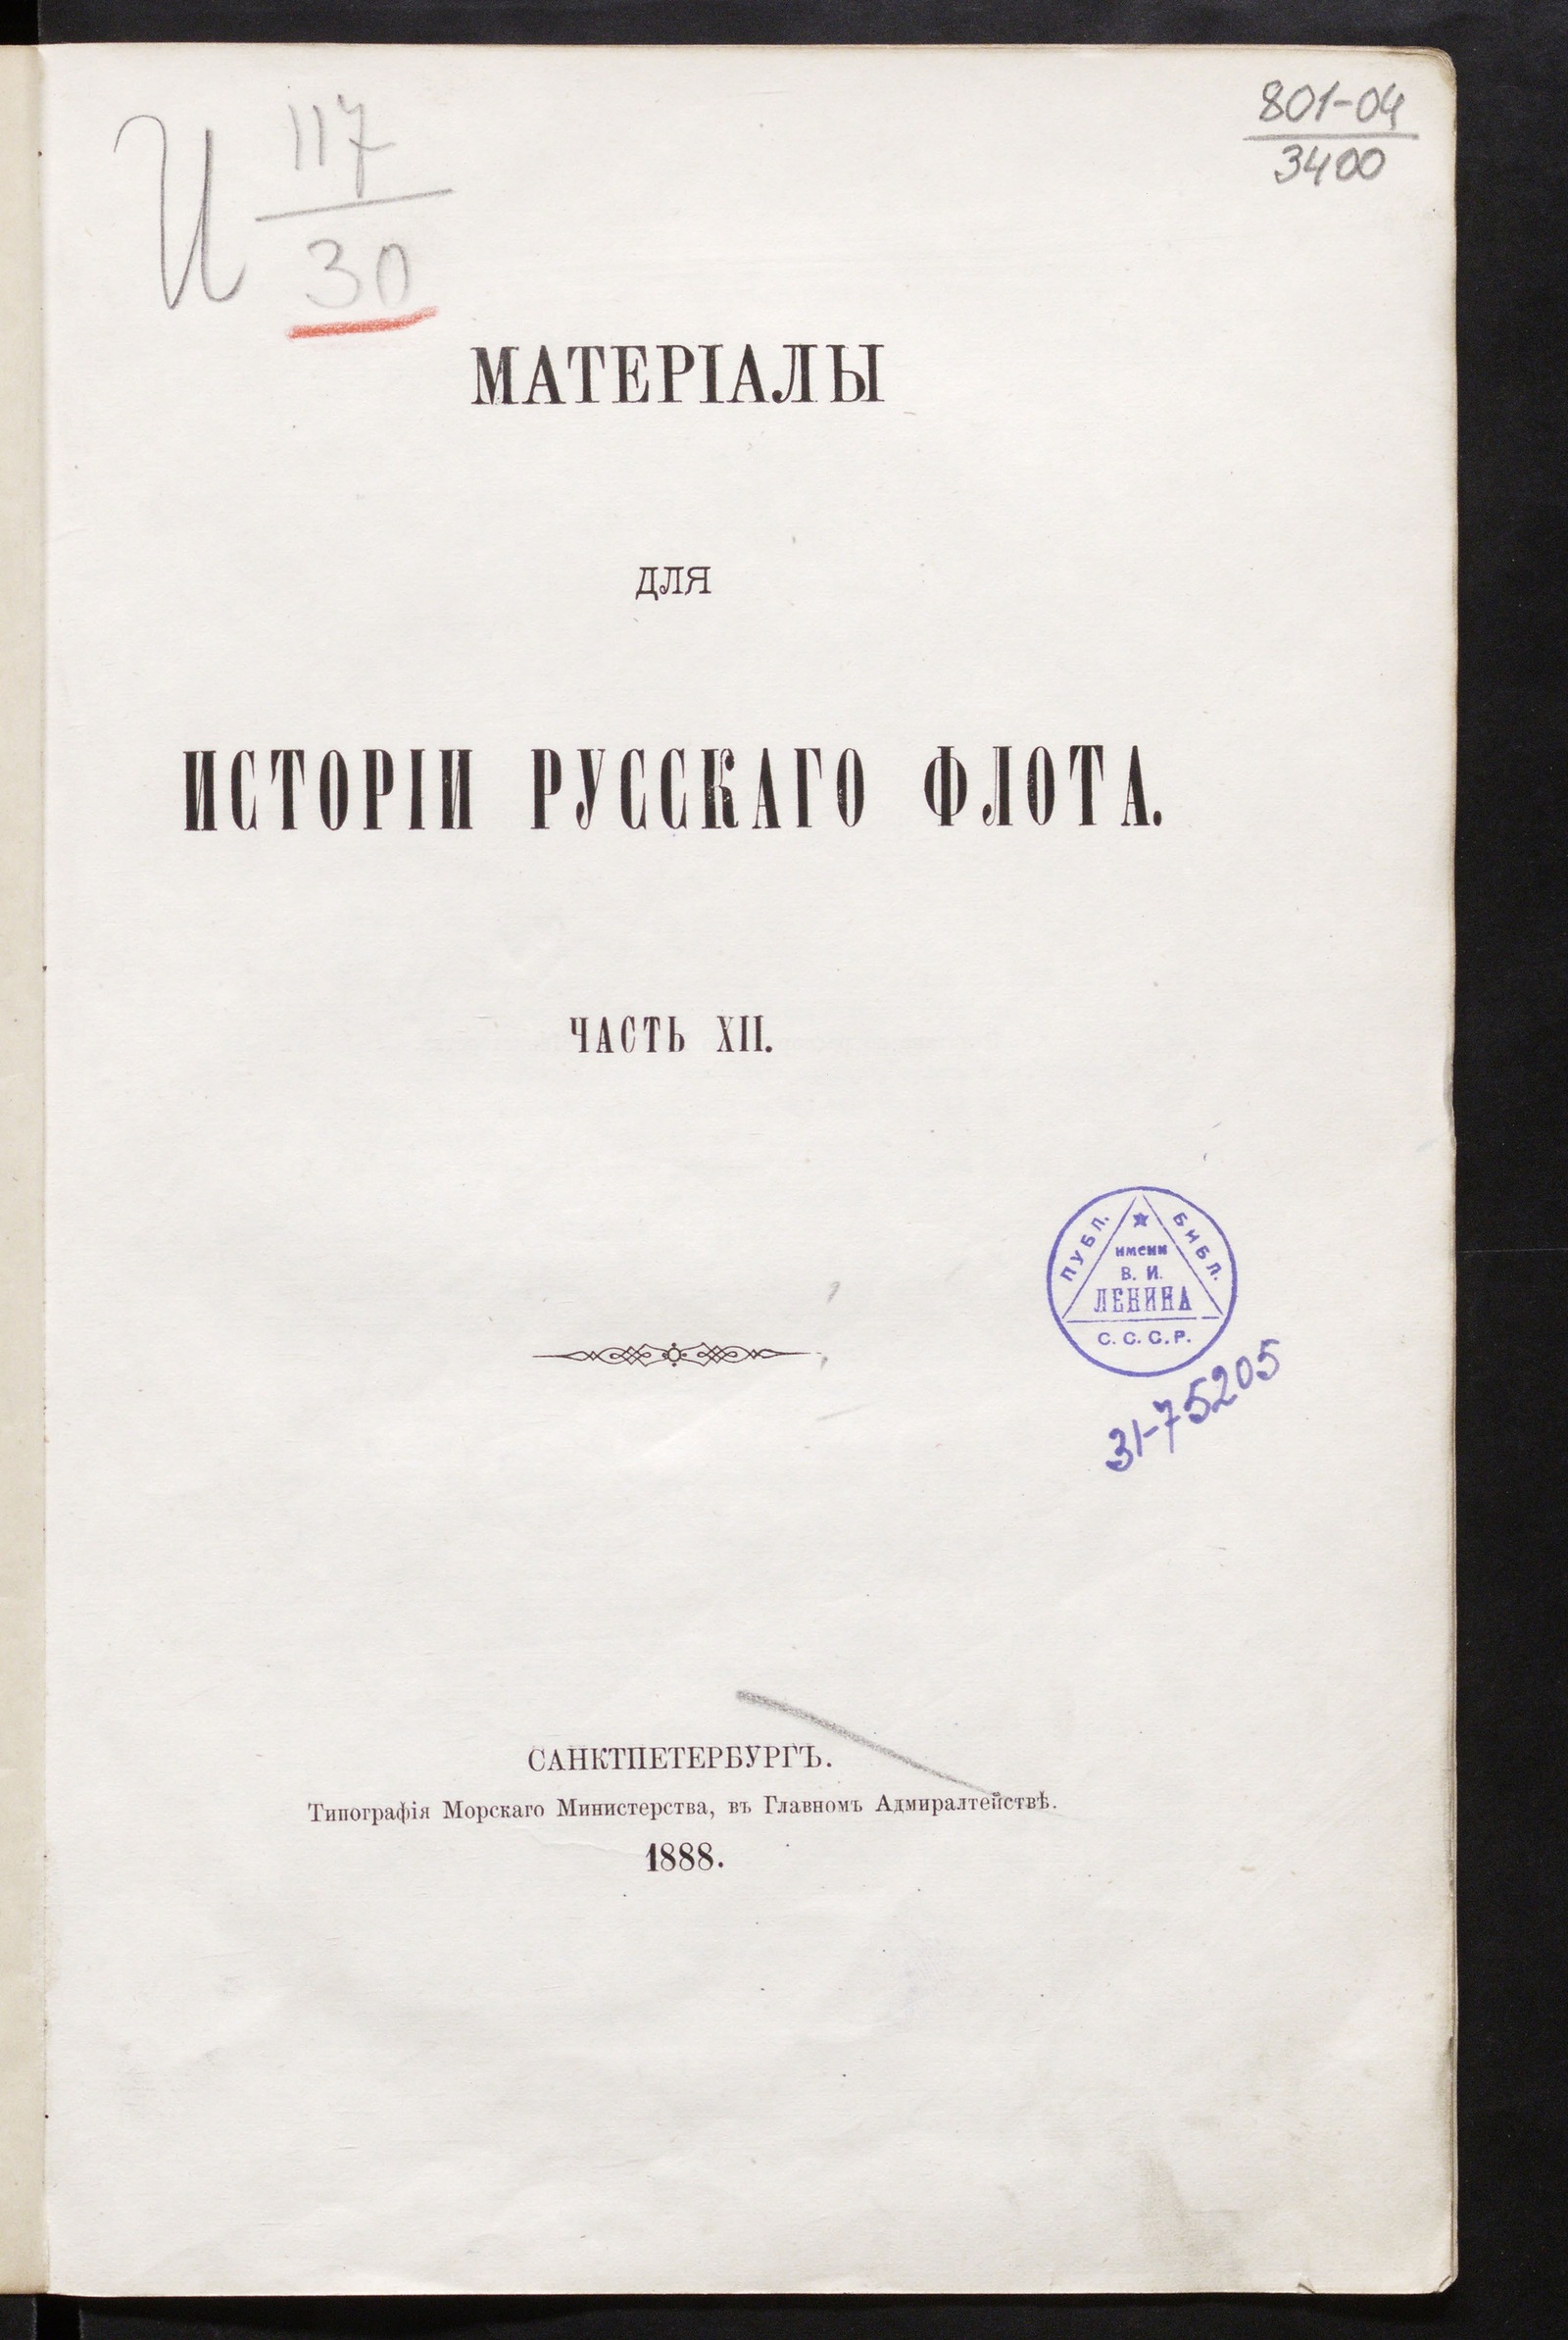 И 117
30
801-04
3400
МАТЕРІАЛЫ
ДЛЯ
ИСТОРІИ РУССКАГО ФЛОТА.
ЧАСТЬ XII.
ПУБЛ. БИБЛ.
имени
В. И.
ЛЕНИНА
С. С. С. Р.
31-75205
САНКТПЕТЕРБУРГЪ.
Типографія Морскаго Министерства, въ Главномъ Адмиралтействѣ.
1888.